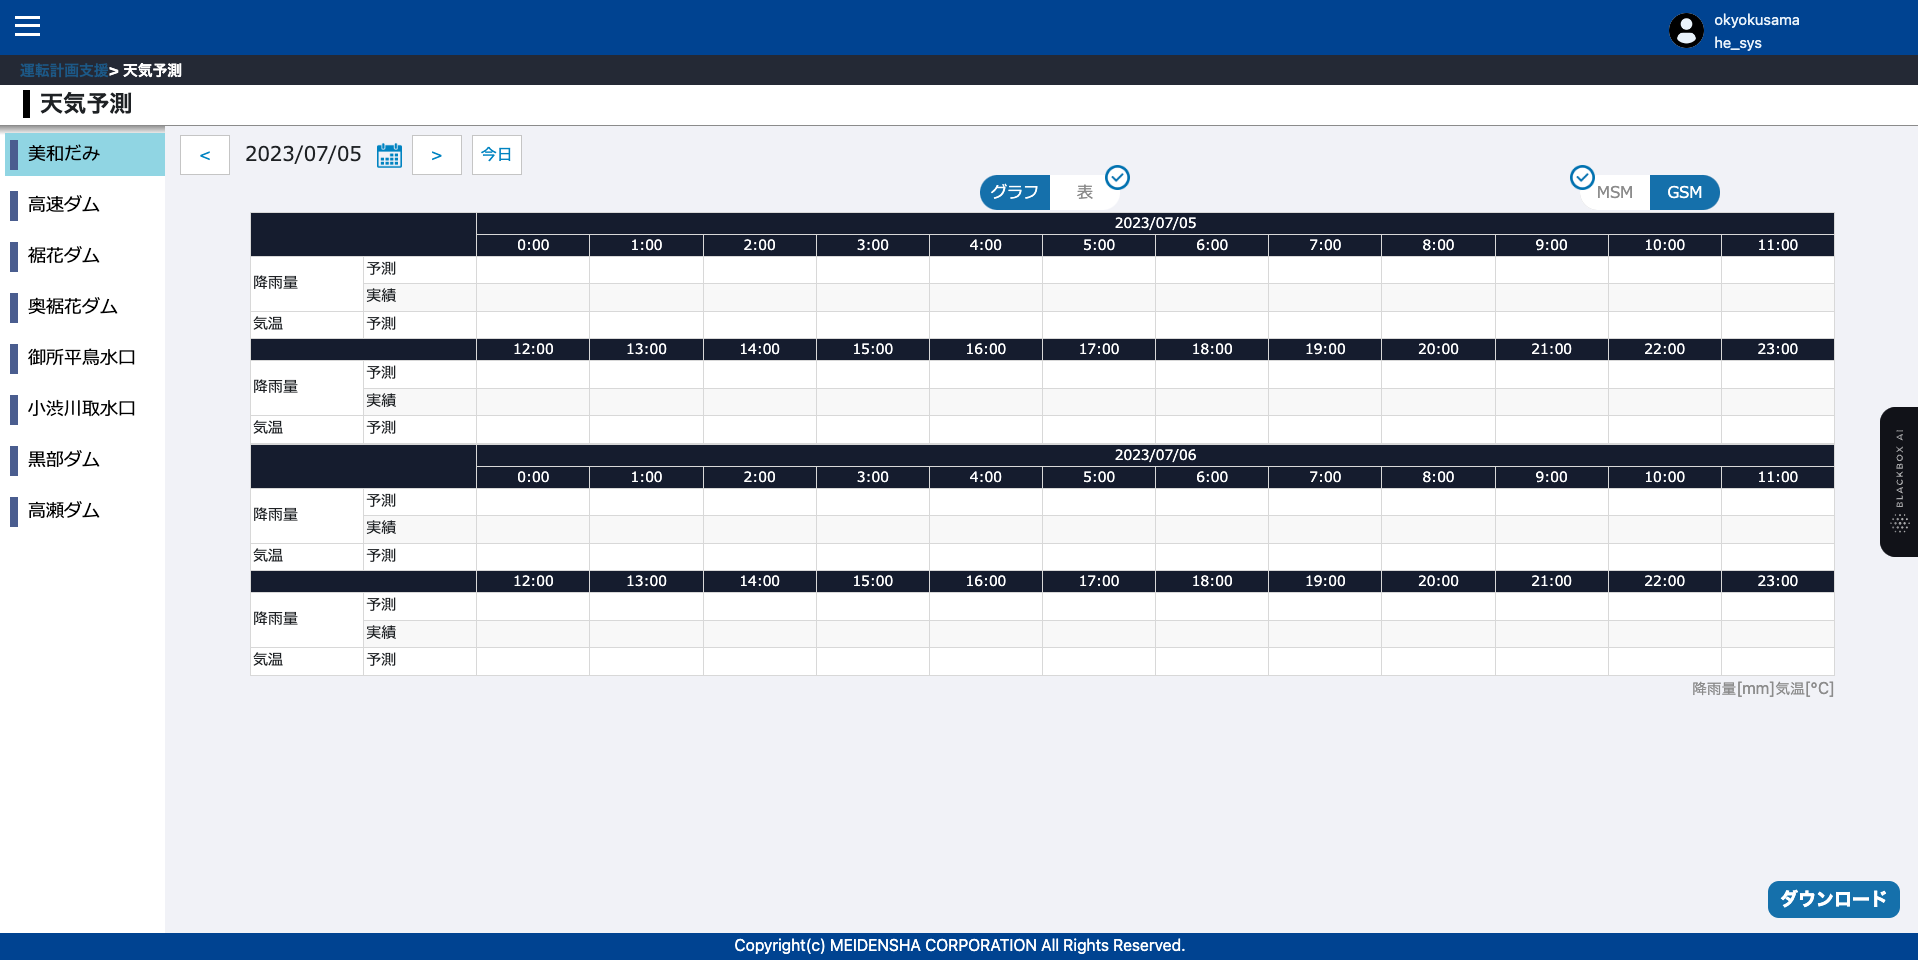 okyokusama
he_sys
運転計画支援> 天気予測
天気予測
美和だみ
高速ダム
裾花ダム
奥裾花ダム
御所平鳥水口
小渋川取水口
黒部ダム
高瀬ダム
< 2023/07/05 > 今日
グラフ 表 MSM GSM
2023/07/05
0:00 1:00 2:00 3:00 4:00 5:00 6:00 7:00 8:00 9:00 10:00 11:00
降雨量 予測
実績
気温 予測
12:00 13:00 14:00 15:00 16:00 17:00 18:00 19:00 20:00 21:00 22:00 23:00
降雨量 予測
実績
気温 予測
2023/07/06
0:00 1:00 2:00 3:00 4:00 5:00 6:00 7:00 8:00 9:00 10:00 11:00
降雨量 予測
実績
気温 予測
12:00 13:00 14:00 15:00 16:00 17:00 18:00 19:00 20:00 21:00 22:00 23:00
降雨量 予測
実績
気温 予測
降雨量[mm]気温[°C]
BLACKBOX AI
ダウンロード
Copyright(c) MEIDENSHA CORPORATION All Rights Reserved.